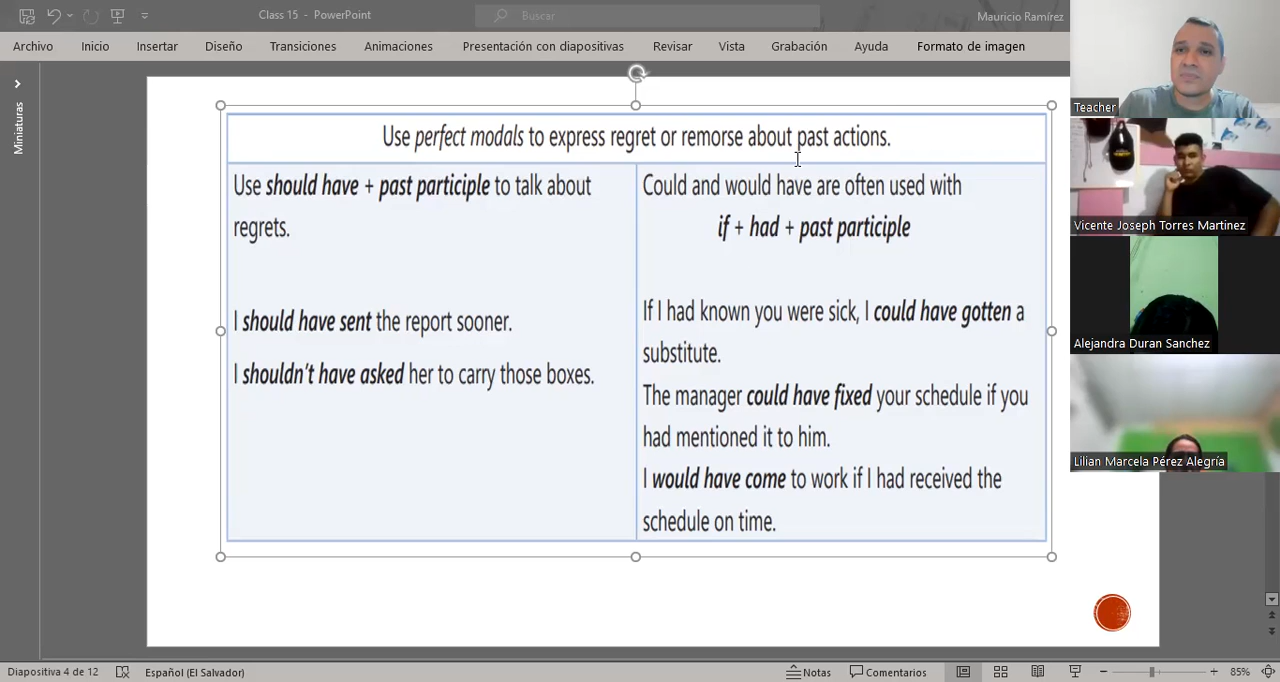 Class 15 - PowerPoint
Buscar
Mauricio Ramírez
Archivo Inicio Insertar Diseño Transiciones Animaciones Presentación con diapositivas Revisar Vista Grabación Ayuda Formato de imagen
Miniaturas
Use perfect modals to express regret or remorse about past actions.
Use should have + past participle to talk about
regrets.
I should have sent the report sooner.
I shouldn't have asked her to carry those boxes.
Could and would have are often used with
if + had + past participle
If I had known you were sick, I could have gotten a
substitute.
The manager could have fixed your schedule if you
had mentioned it to him.
I would have come to work if I had received the
schedule on time.
Teacher
Vicente Joseph Torres Martinez
Alejandra Duran Sanchez
Lilian Marcela Pérez Alegría
Diapositiva 4 de 12
Español (El Salvador)
Notas
Comentarios
85%